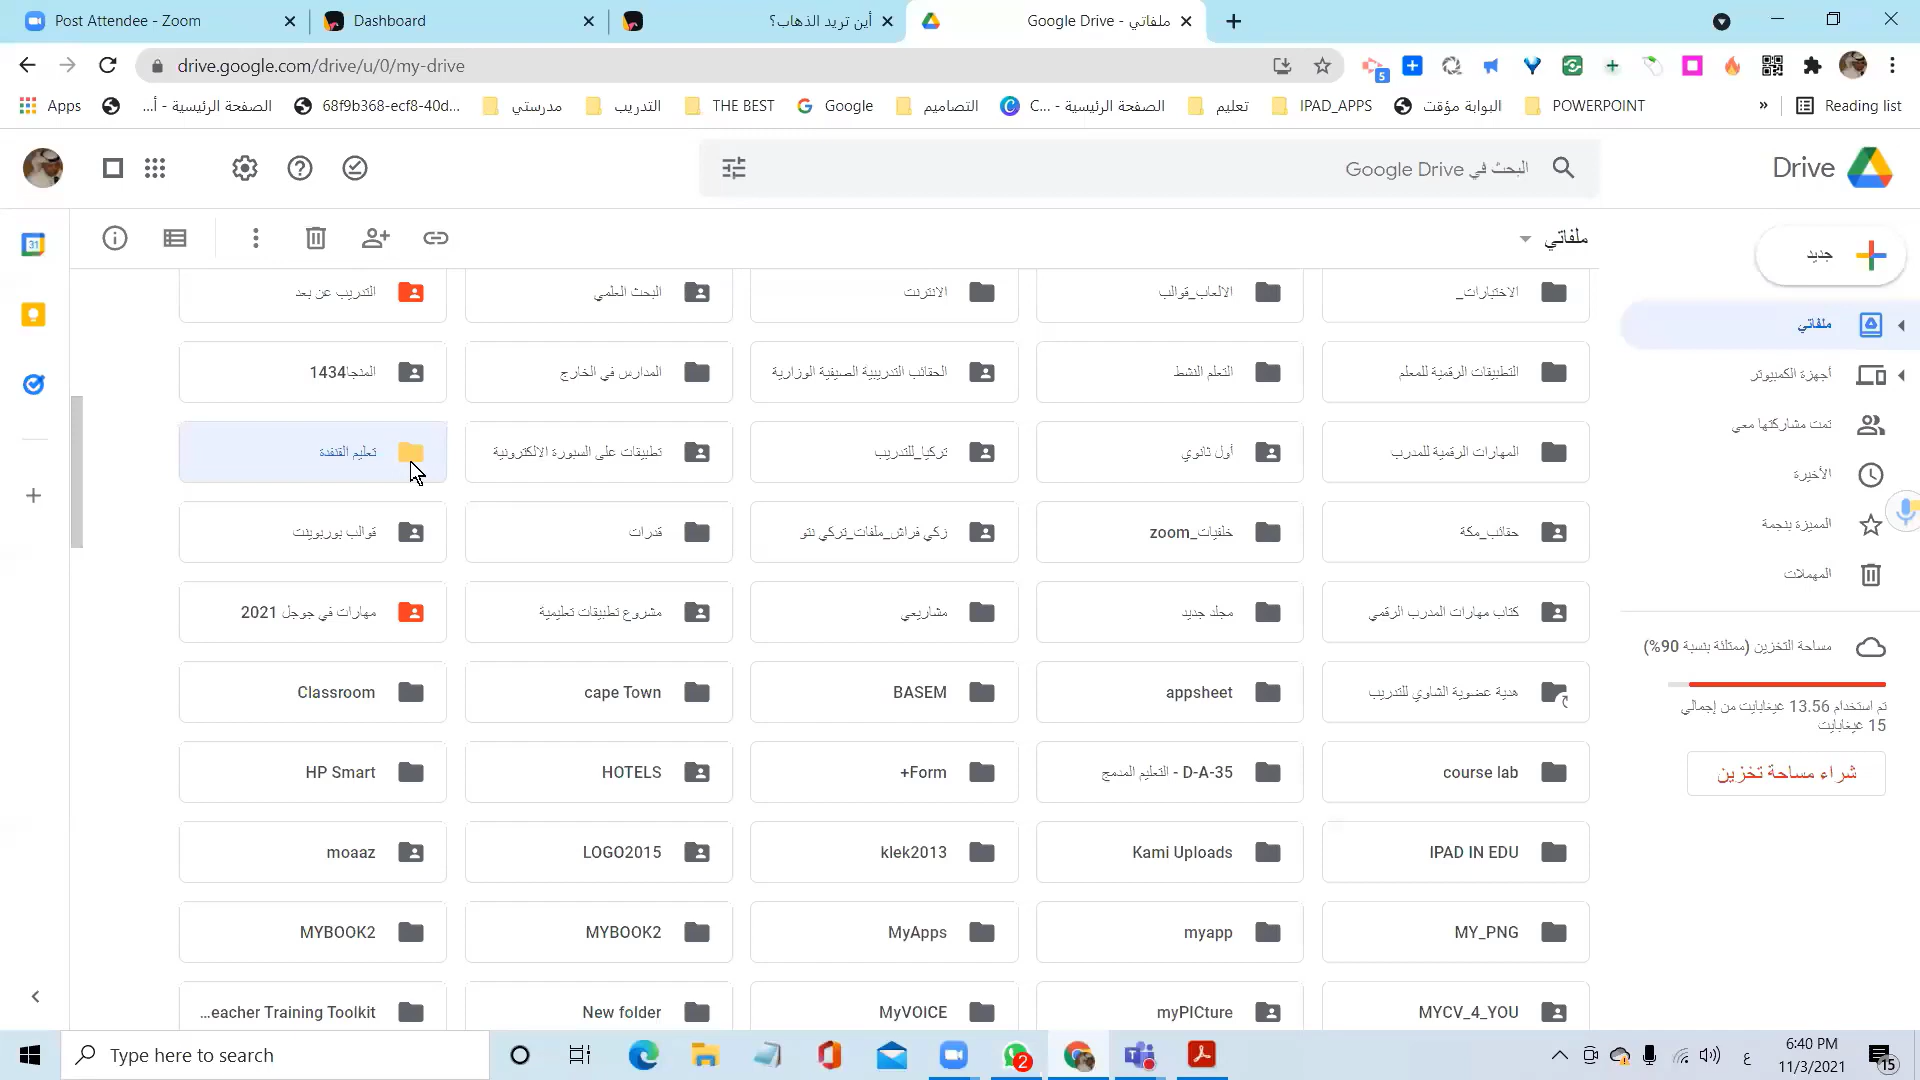 Post Attendee - Zoom
Dashboard
أين تريد الذهاب؟
ملفاتي - Google Drive
drive.google.com/drive/u/0/my-drive
5
Apps
الصفحة الرئيسية - أ...
68f9b368-ecf8-40d...
مدرستي
التدريب
THE BEST
Google
التصاميم
الصفحة الرئيسية - C...
تعليم
IPAD_APPS
البوابة مؤقت
POWERPOINT
»
Reading list
البحث في Google Drive
Drive
31
ملفاتي
جديد
الاختبارات_
الالعاب_قوالب
الانترنت
البحث العلمي
التدريب عن بعد
التطبيقات الرقمية للمعلم
التعلم النشط
الحقائب التدريبية الصيفية الوزارية
المدارس في الخارج
المنجا1434
المهارات الرقمية للمدرب
أول ثانوي
تركيا_للتدريب
تطبيقات على السبورة الالكترونية
تعليم القنفدة
حقائب_مكة
خلفيات_zoom
زكي فراش_ملفات_تركي نتو
قدرات
قوالب بوربوينت
كتاب مهارات المدرب الرقمي
مجلد جديد
مشاريعي
مشروع تطبيقات تعليمية
مهارات في جوجل 2021
هدية عضوية الشاوي للتدريب
appsheet
BASEM
cape Town
Classroom
course lab
D-A-35 - التعليم المدمج
Form+
HOTELS
HP Smart
IPAD IN EDU
Kami Uploads
klek2013
LOGO2015
moaaz
MY_PNG
myapp
MyApps
MYBOOK2
MYBOOK2
MYCV_4_YOU
myPICture
MyVOICE
New folder
...eacher Training Toolkit
ملفاتي
أجهزة الكمبيوتر
تمت مشاركتها معي
الأخيرة
المميزة بنجمة
المهملات
مساحة التخزين (ممتلئة بنسبة 90%)
تم استخدام 13.56 غيغابايت من إجمالي
15 غيغابايت
شراء مساحة تخزين
Type here to search
2
ع
6:40 PM
11/3/2021
15